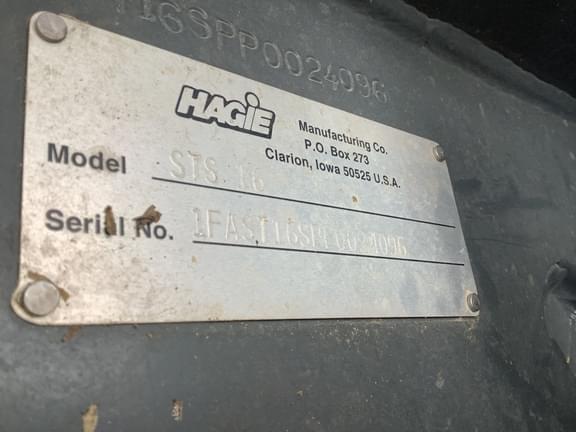 16SPP0024096
HAGIE
Manufacturing Co.
P.O. Box 273
Clarion, Iowa 50525 U.S.A.
Model STS 16
Serial No. 1FAST16SPP0024096